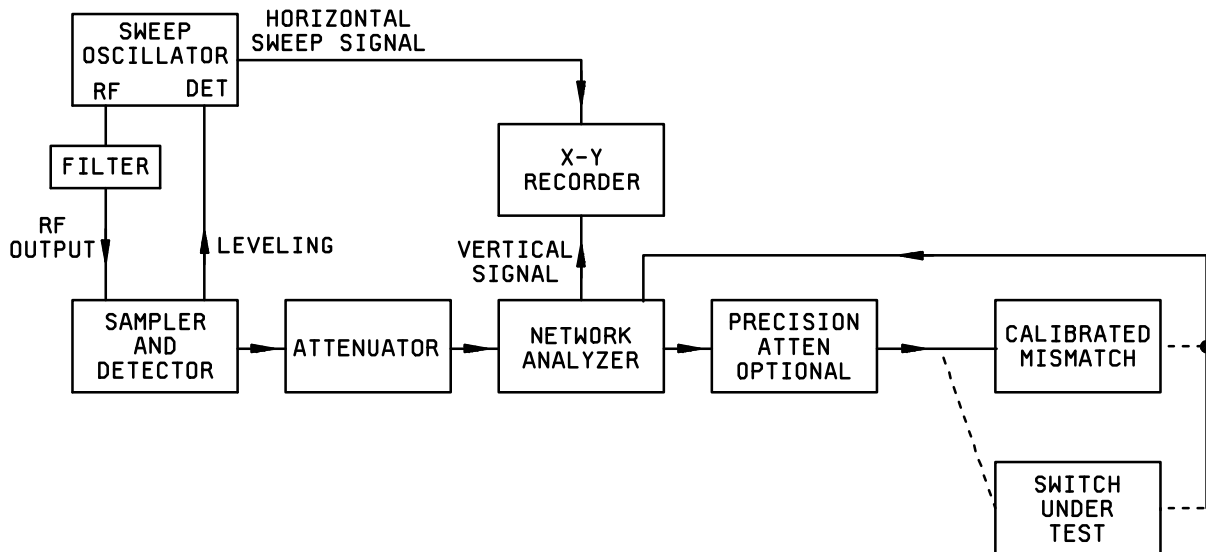 SWEEP
OSCILLATOR
RF
DET
HORIZONTAL
SWEEP SIGNAL
FILTER
X-Y
RECORDER
RF
OUTPUT
LEVELING
VERTICAL
SIGNAL
SAMPLER
AND
DETECTOR
ATTENUATOR
NETWORK
ANALYZER
PRECISION
ATTEN
OPTIONAL
CALIBRATED
MISMATCH
SWITCH
UNDER
TEST